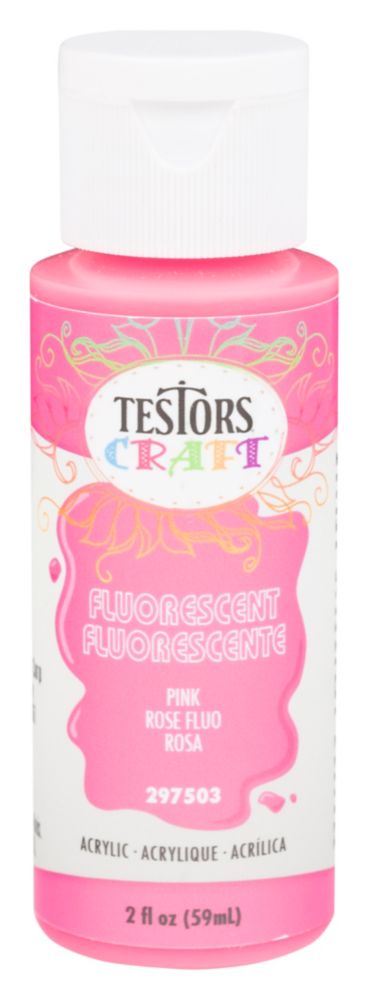 TESTORS
CRAFT
FLUORESCENT
FLUORESCENTE
PINK
ROSE FLUO
ROSA
297503
ACRYLIC · ACRYLIQUE · ACRÍLICA
2 fl oz (59mL)